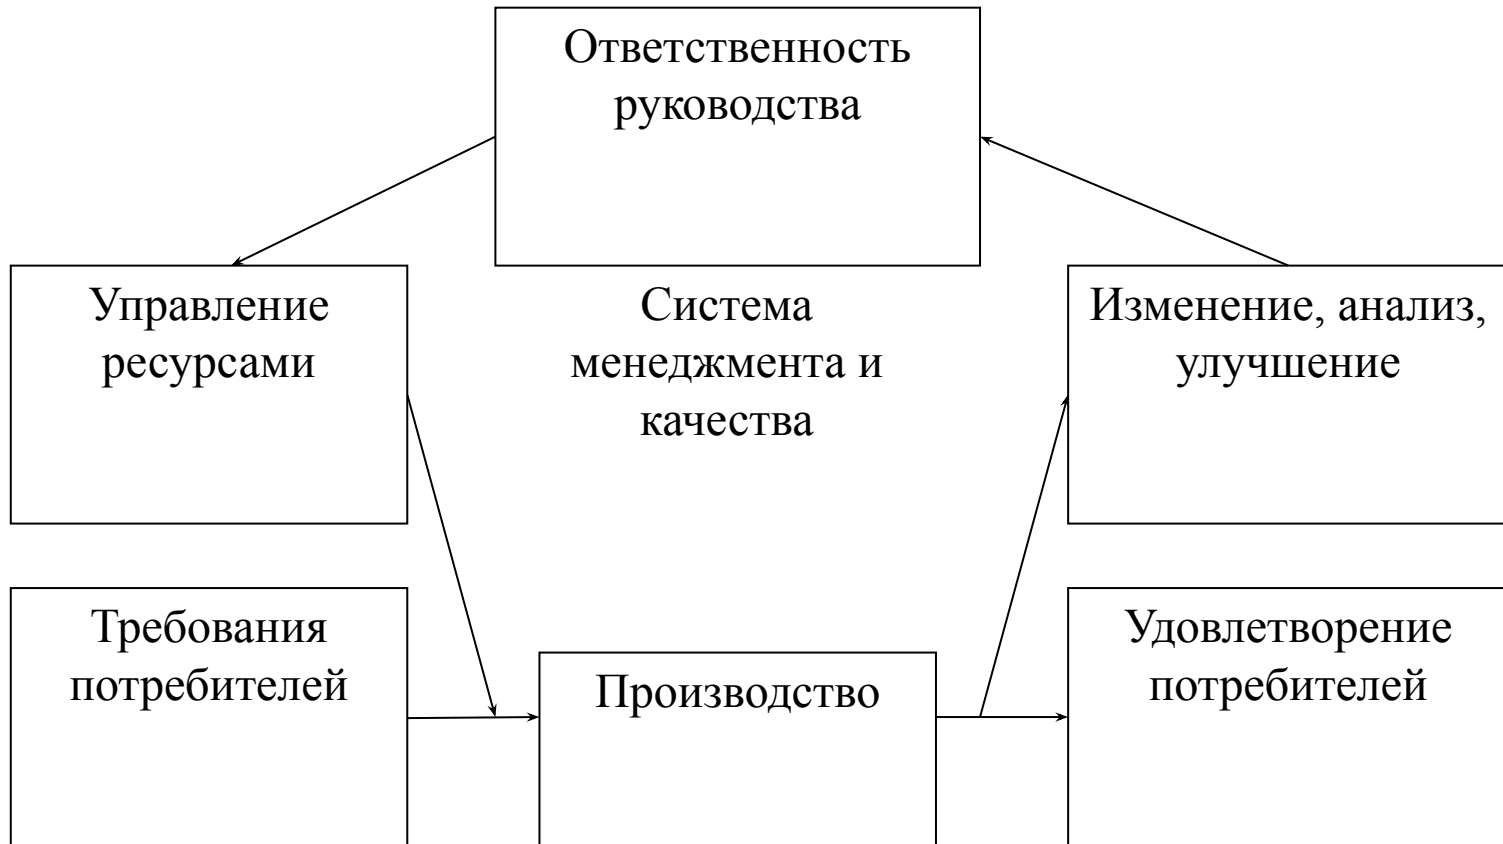 Ответственность
руководства
Управление
ресурсами
Система
менеджмента и
качества
Изменение, анализ,
улучшение
Требования
потребителей
Производство
Удовлетворение
потребителей